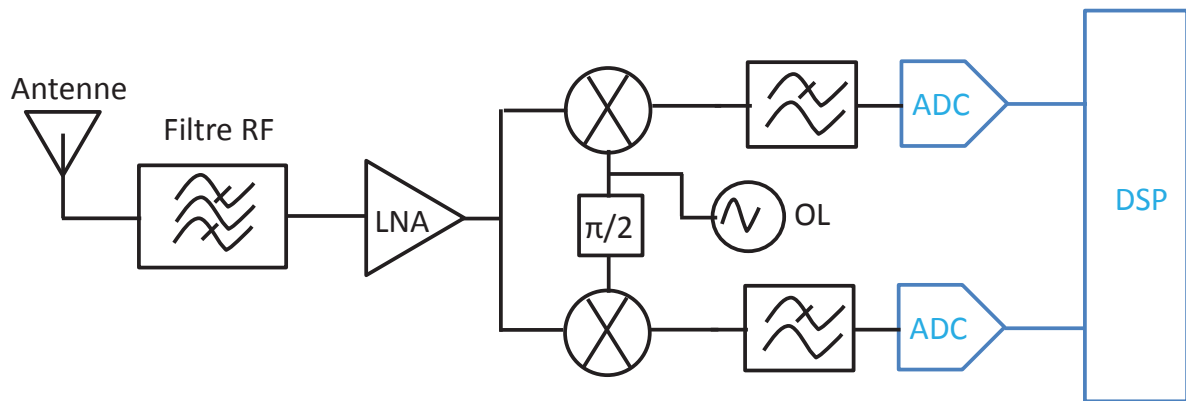 Antenne
Filtre RF
LNA
π/2
OL
ADC
ADC
DSP